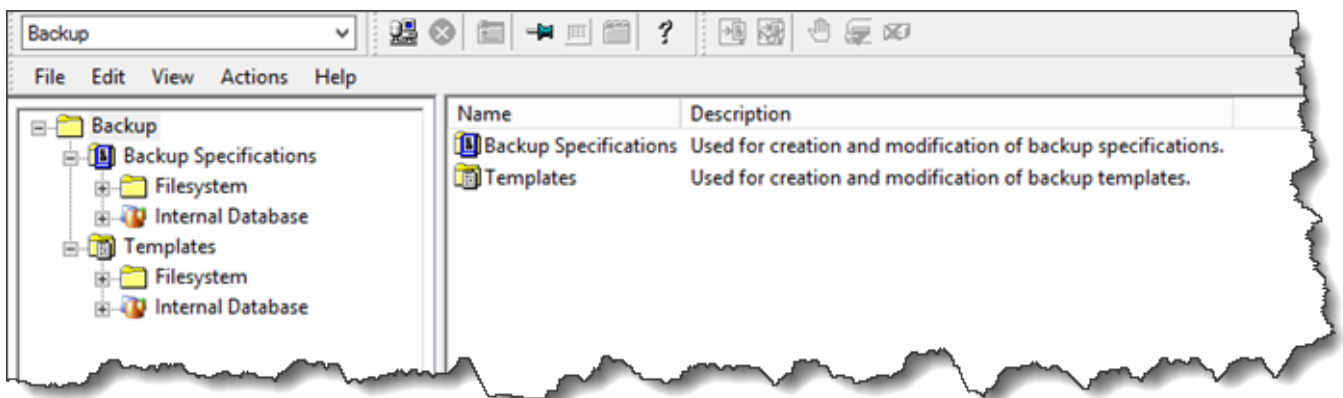 Backup
File Edit View Actions Help
Backup
Backup Specifications
Filesystem
Internal Database
Templates
Filesystem
Internal Database
Name Description
Backup Specifications Used for creation and modification of backup specifications.
Templates Used for creation and modification of backup templates.